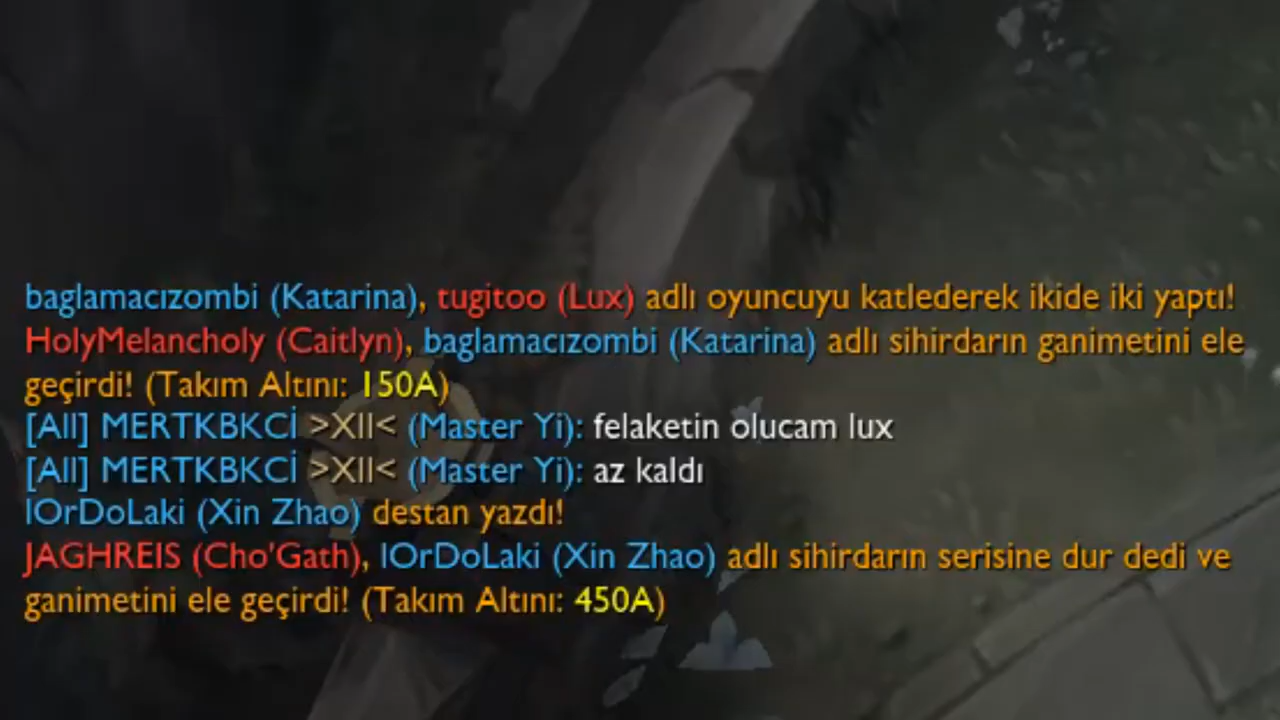 baglamacızombi (Katarina), tugitoo (Lux) adlı oyuncuyu katlederek ikide iki yaptı!
HolyMelancholy (Caitlyn), baglamacızombi (Katarina) adlı sihirdarın ganimetini ele
geçirdi! (Takım Altını: 150A)
[All] MERTKBKCİ >XII< (Master Yi): felaketin olucam lux
[All] MERTKBKCİ >XII< (Master Yi): az kaldı
lOrDoLaki (Xin Zhao) destan yazdı!
JAGHREIS (Cho'Gath), lOrDoLaki (Xin Zhao) adlı sihirdarın serisine dur dedi ve
ganimetini ele geçirdi! (Takım Altını: 450A)